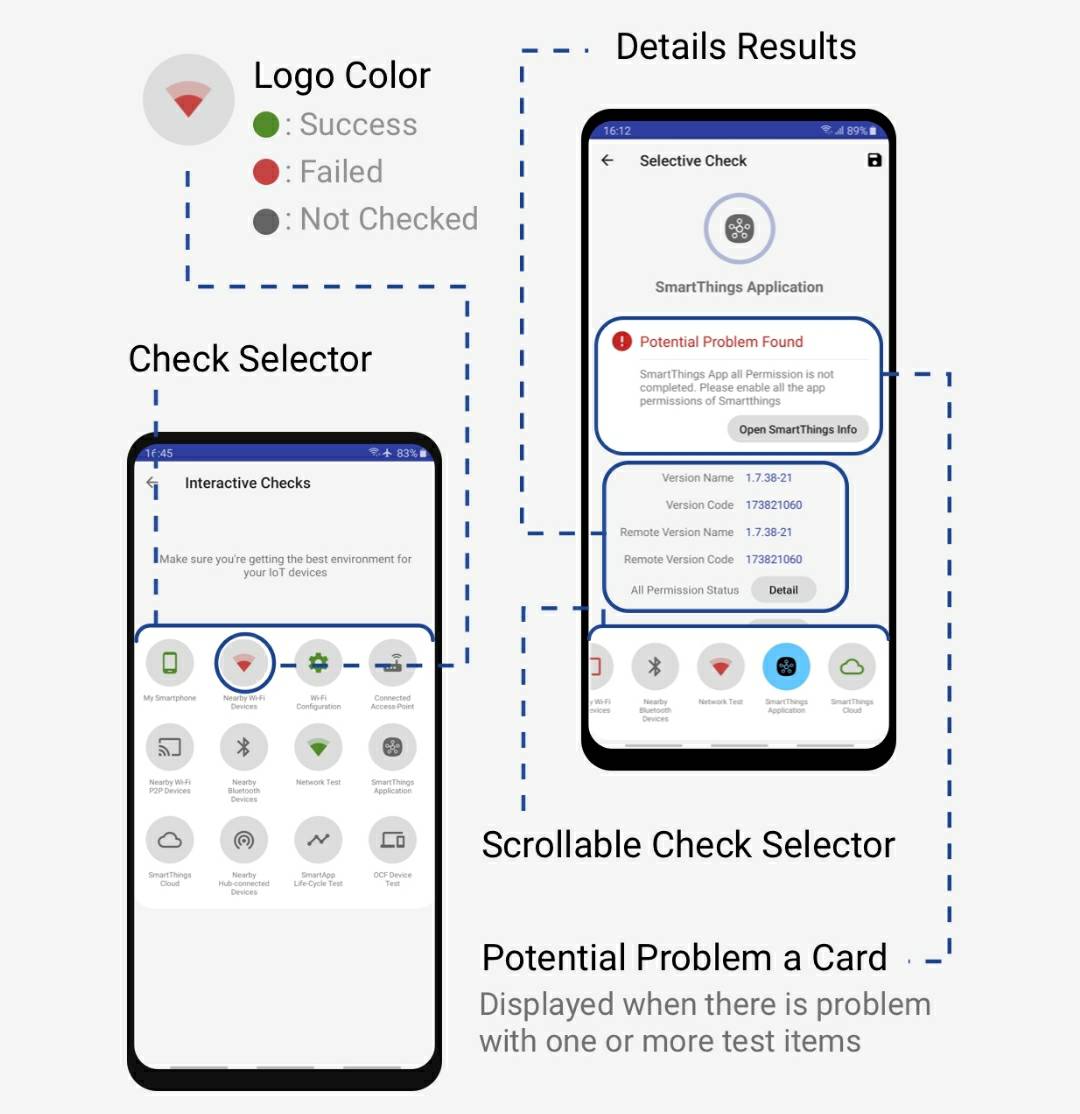 Details Results
Logo Color
: Success
: Failed
: Not Checked
16:12
89%
Selective Check
SmartThings Application
Potential Problem Found
SmartThings App all Permission is not
completed. Please enable all the app
permissions of Smartthings
Open SmartThings Info
Version Name 1.7.38-21
Version Code 173821060
Remote Version Name 1.7.38-21
Remote Version Code 173821060
All Permission Status Detail
y Wi-Fi
evices
Nearby
Bluetooth
Devices
Network Test
SmartThings
Application
SmartThings
Cloud
Check Selector
16:45
83%
Interactive Checks
Make sure you're getting the best environment for
your IoT devices
My Smartphone
Nearby Wi-Fi
Devices
Wi-Fi
Configuration
Connected
Access-Point
Nearby Wi-Fi
P2P Devices
Nearby
Bluetooth
Devices
Network Test
SmartThings
Application
SmartThings
Cloud
Nearby
Hub-connected
Devices
SmartApp
Life-Cycle Test
OCF Device
Test
Scrollable Check Selector
Potential Problem a Card
Displayed when there is problem
with one or more test items